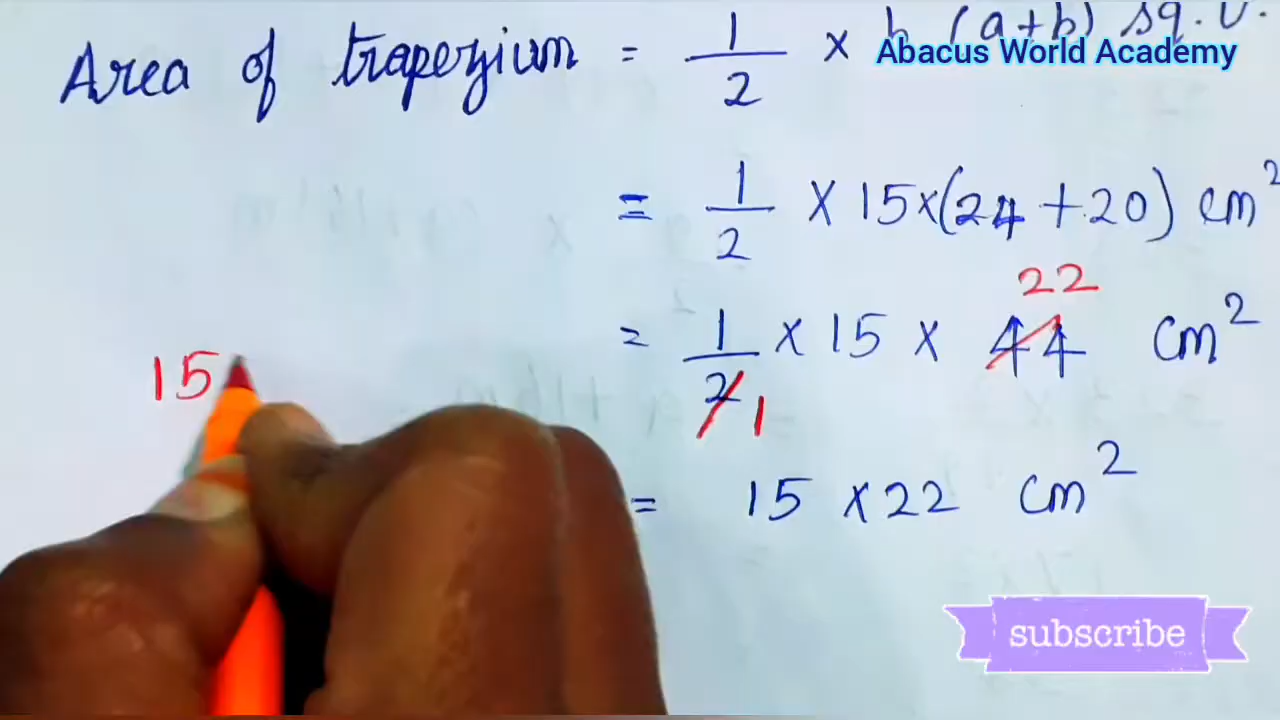 Area of trapezium = 1/2 × h (a+b) sq. u.
Abacus World Academy
= 1/2 × 15×(24+20) cm²
22
= 1/2 × 15 × 44 cm²
1
15
= 15 × 22 cm²
subscribe